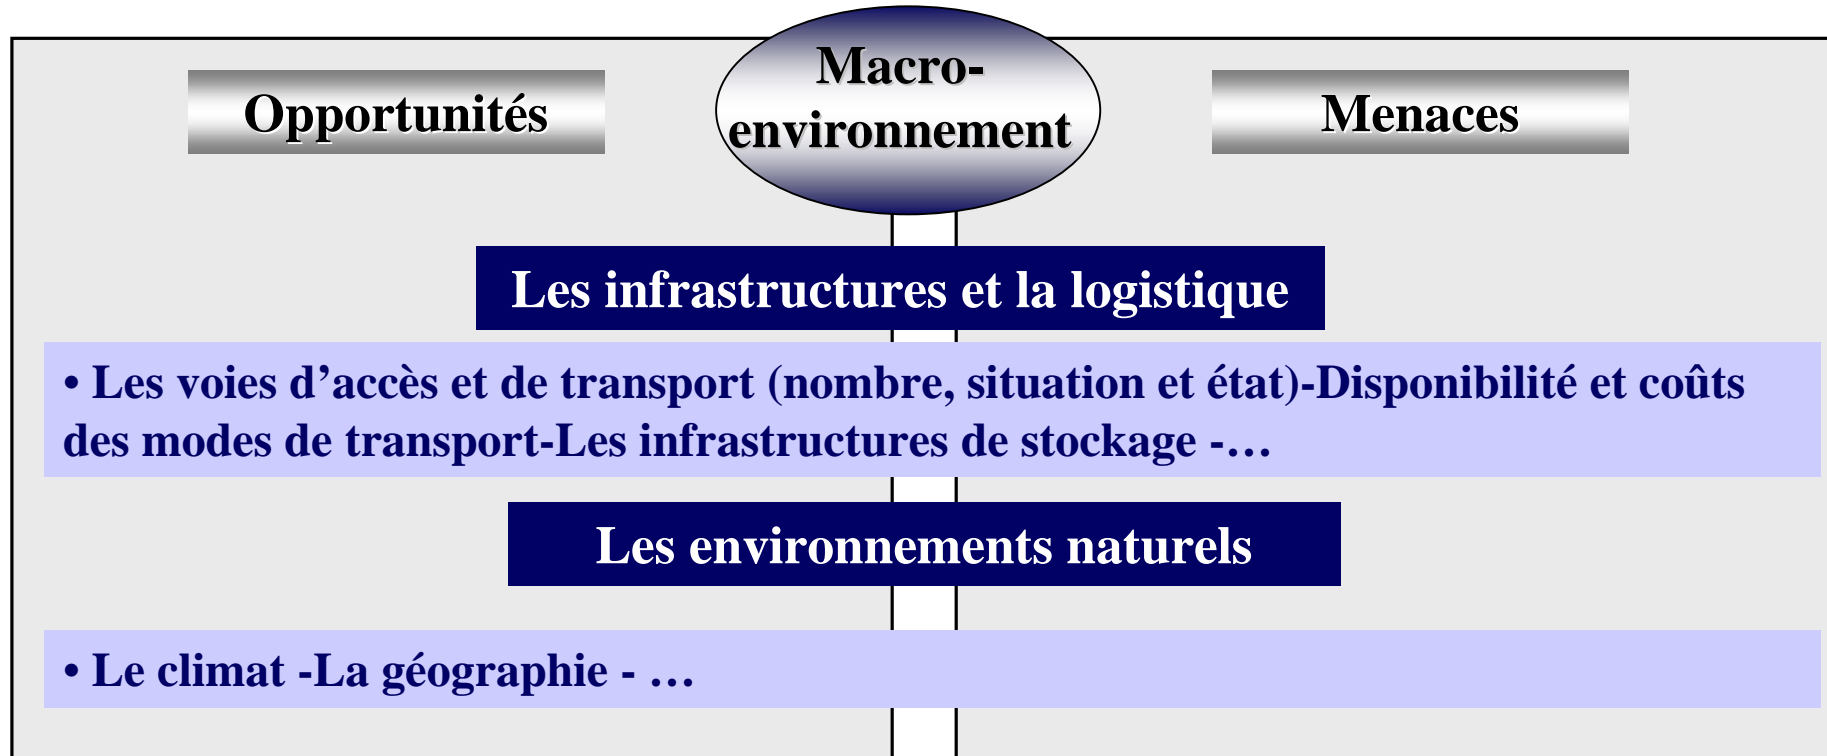 Opportunités
Macro-
environnement
Menaces
Les infrastructures et la logistique
• Les voies d’accès et de transport (nombre, situation et état)-Disponibilité et coûts
des modes de transport-Les infrastructures de stockage -…
Les environnements naturels
• Le climat -La géographie - …